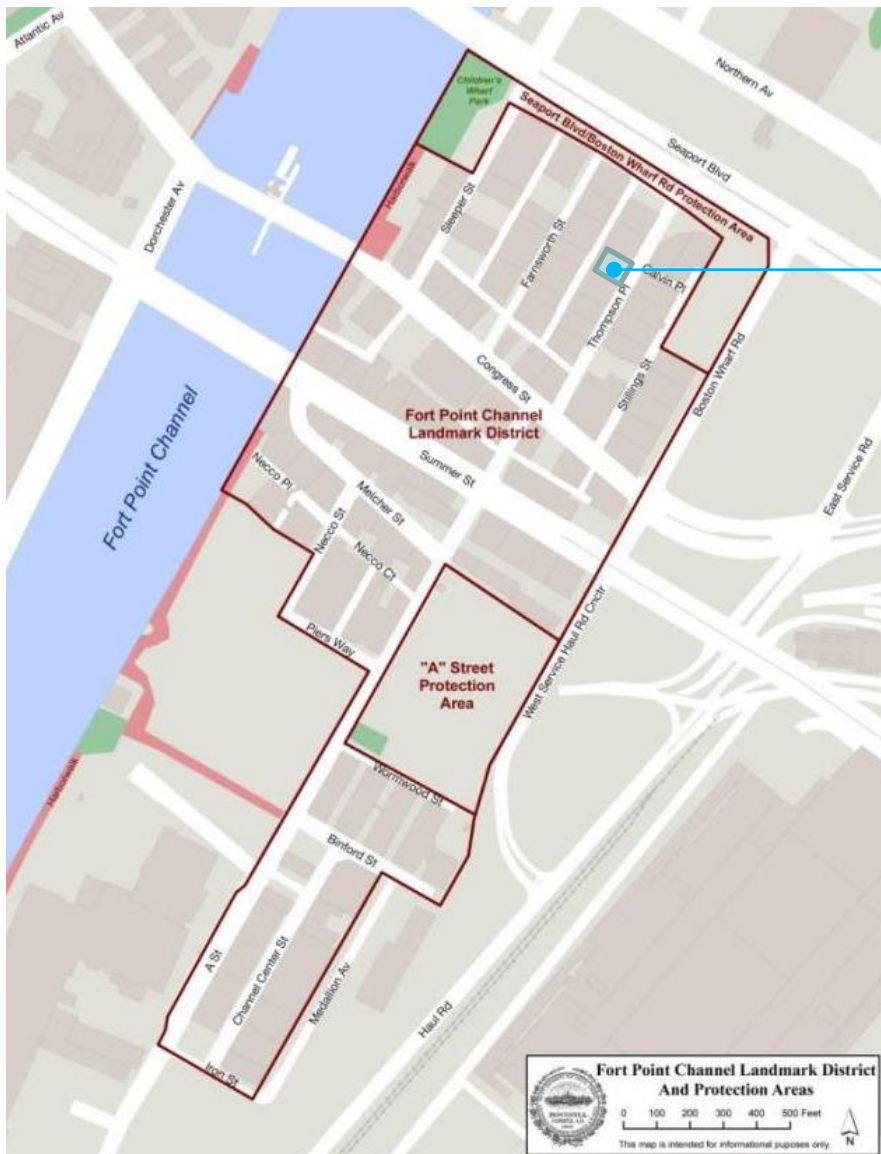 Atlantic Av
Northern Av
Children's
Wharf
Park
Seaport Blvd/Boston Wharf Rd Protection Area
Seaport Blvd
Harborwalk
Sleeper St
Dorchester Av
Farnsworth St
Calvin Pl
Thompson Pl
Boston Wharf Rd
Congress St
Stillings St
Fort Point Channel
Landmark District
Summer St
East Service Rd
Fort Point Channel
Necco Pl
Melcher St
Necco St
Necco Ct
Piers Way
"A" Street
Protection
Area
West Service Haul Rd Cnctr
Harborwalk
Wormwood St
Binford St
A St
Channel Center St
Medallion Av
Haul Rd
Iron St
Fort Point Channel Landmark District
And Protection Areas
0 100 200 300 400 500 Feet
This map is intended for informational puposes only.
N